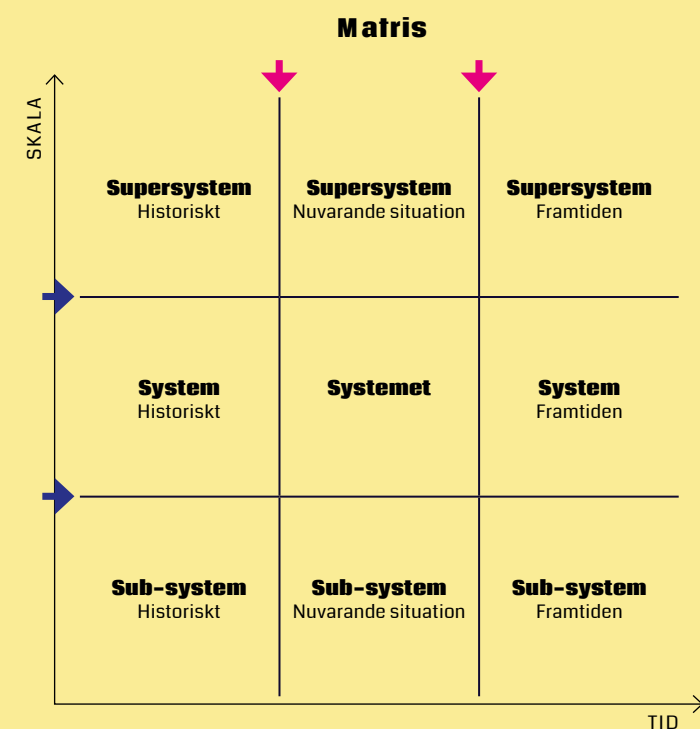 Matris
SKALA
Supersystem
Historiskt
Supersystem
Nuvarande situation
Supersystem
Framtiden
System
Historiskt
Systemet
System
Framtiden
Sub-system
Historiskt
Sub-system
Nuvarande situation
Sub-system
Framtiden
TID